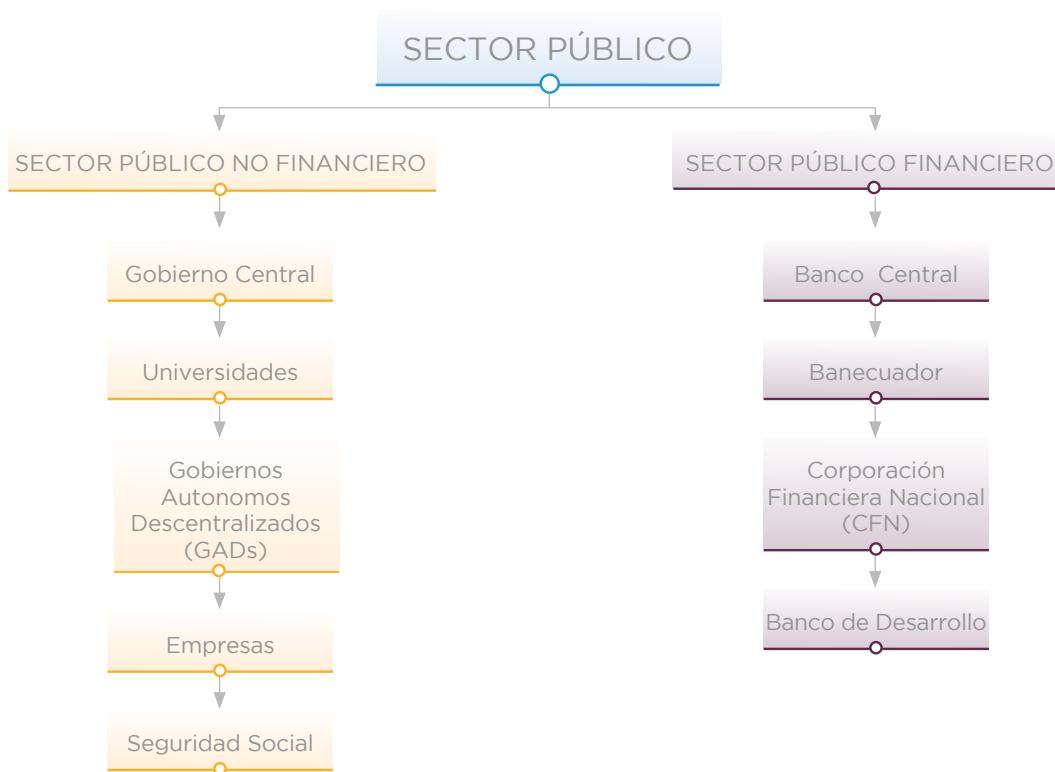 SECTOR PÚBLICO
SECTOR PÚBLICO NO FINANCIERO
Gobierno Central
Universidades
Gobiernos
Autonomos
Descentralizados
(GADs)
Empresas
Seguridad Social
SECTOR PÚBLICO FINANCIERO
Banco Central
Banecuador
Corporación
Financiera Nacional
(CFN)
Banco de Desarrollo